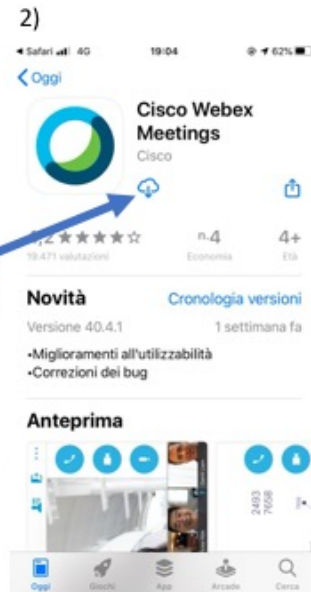 2)
Safari 4G 19:04 62%
Oggi
Cisco Webex
Meetings
Cisco
n.4 4+
19.471 valutazioni Economia Età
Novità Cronologia versioni
Versione 40.4.1 1 settimana fa
•Miglioramenti all'utilizzabilità
•Correzioni dei bug
Anteprima
2493
7658
Oggi Giochi App Arcade Cerca